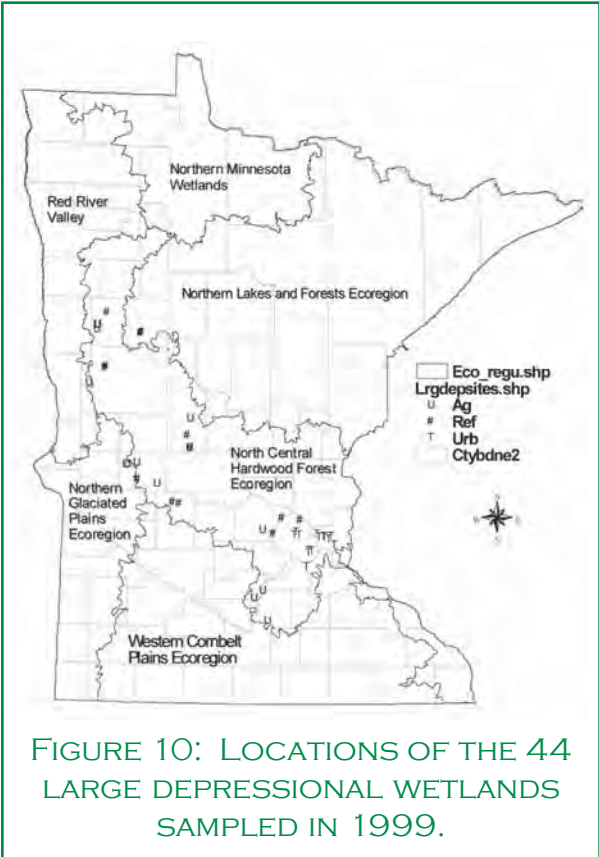 Northern Minnesota
Wetlands
Red River
Valley
Northern Lakes and Forests Ecoregion
Eco_regu.shp
Lrgdepsites.shp
U Ag
# Ref
T Urb
Ctybdne2
North Central
Hardwood Forest
Ecoregion
Northern
Glaciated
Plains
Ecoregion
N
W E
S
Western Cornbelt
Plains Ecoregion
FIGURE 10: LOCATIONS OF THE 44
LARGE DEPRESSIONAL WETLANDS
SAMPLED IN 1999.